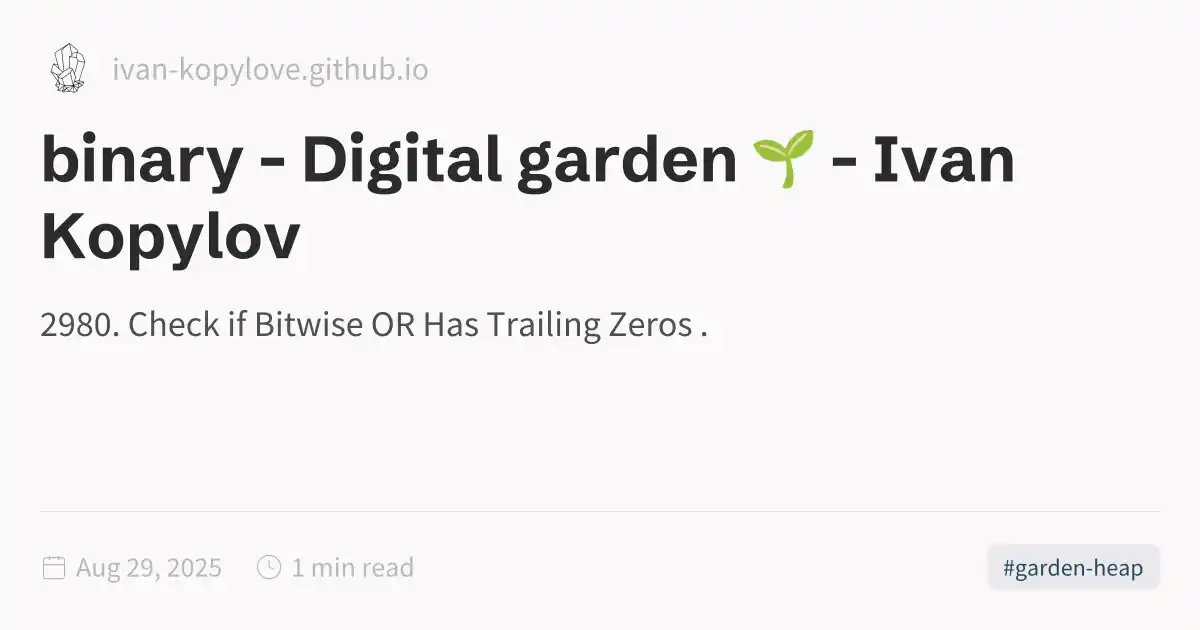 ivan-kopylove.github.io
binary - Digital garden 🌱 - Ivan
Kopylov
2980. Check if Bitwise OR Has Trailing Zeros .
Aug 29, 2025
1 min read
#garden-heap